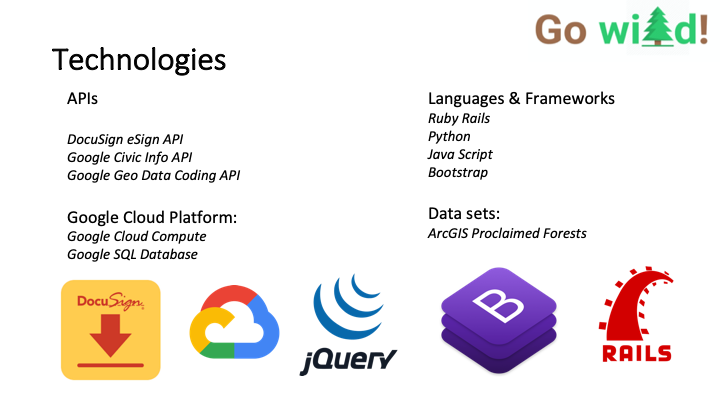 Go wild!
Technologies
APIs
DocuSign eSign API
Google Civic Info API
Google Geo Data Coding API
Google Cloud Platform:
Google Cloud Compute
Google SQL Database
Languages & Frameworks
Ruby Rails
Python
Java Script
Bootstrap
Data sets:
ArcGIS Proclaimed Forests
DocuSign
jQuery
B
RAILS